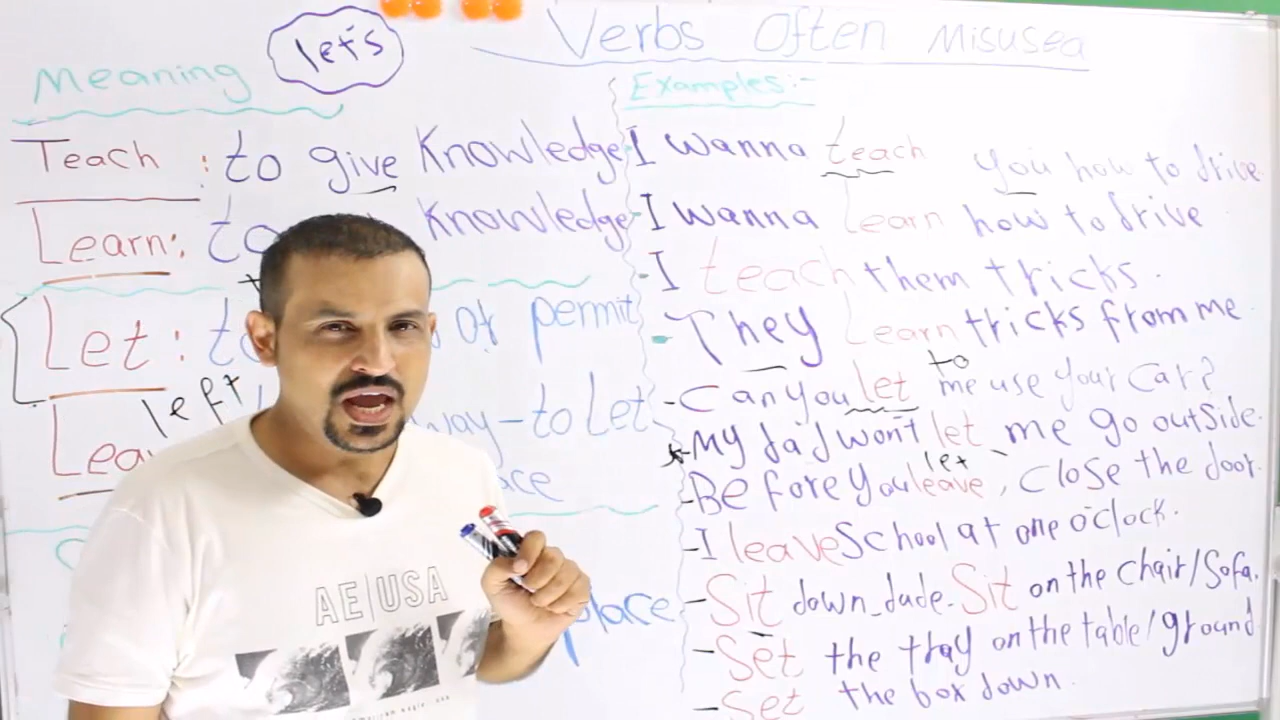 let's
Verbs Often Misused
Meaning
Examples:-
Teach : to give Knowledge
Learn: to Knowledge
Let: or permit
left
way-to Let
place
-I wanna teach you how to drive
-I wanna learn how to drive
-I teach them tricks.
-They learn tricks from me
to
-Can you let me use your car?
-My dad won't let me go outside.
let
-Before you leave, close the door.
-I leave school at one o'clock.
-Sit down dude. Sit on the chair/Sofa.
-Set the tray on the table/ground
-Set the box down.
AE|USA